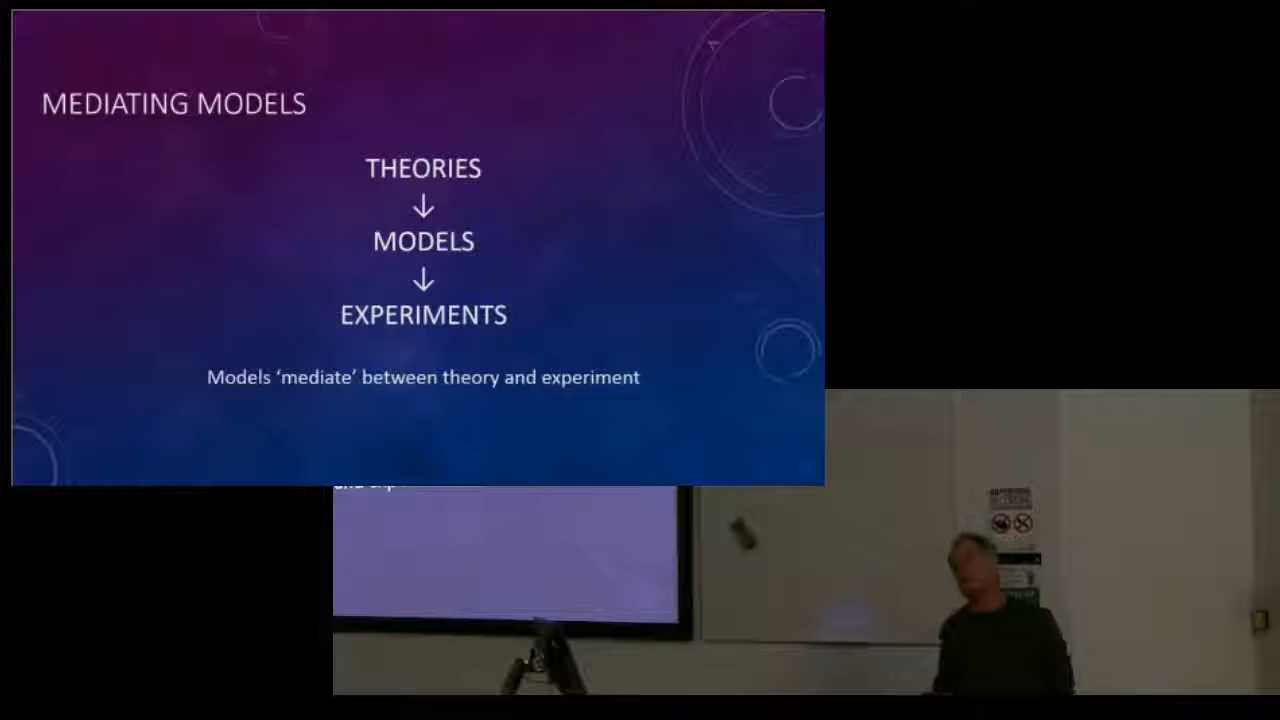 MEDIATING MODELS
THEORIES
↓
MODELS
↓
EXPERIMENTS
Models ‘mediate’ between theory and experiment